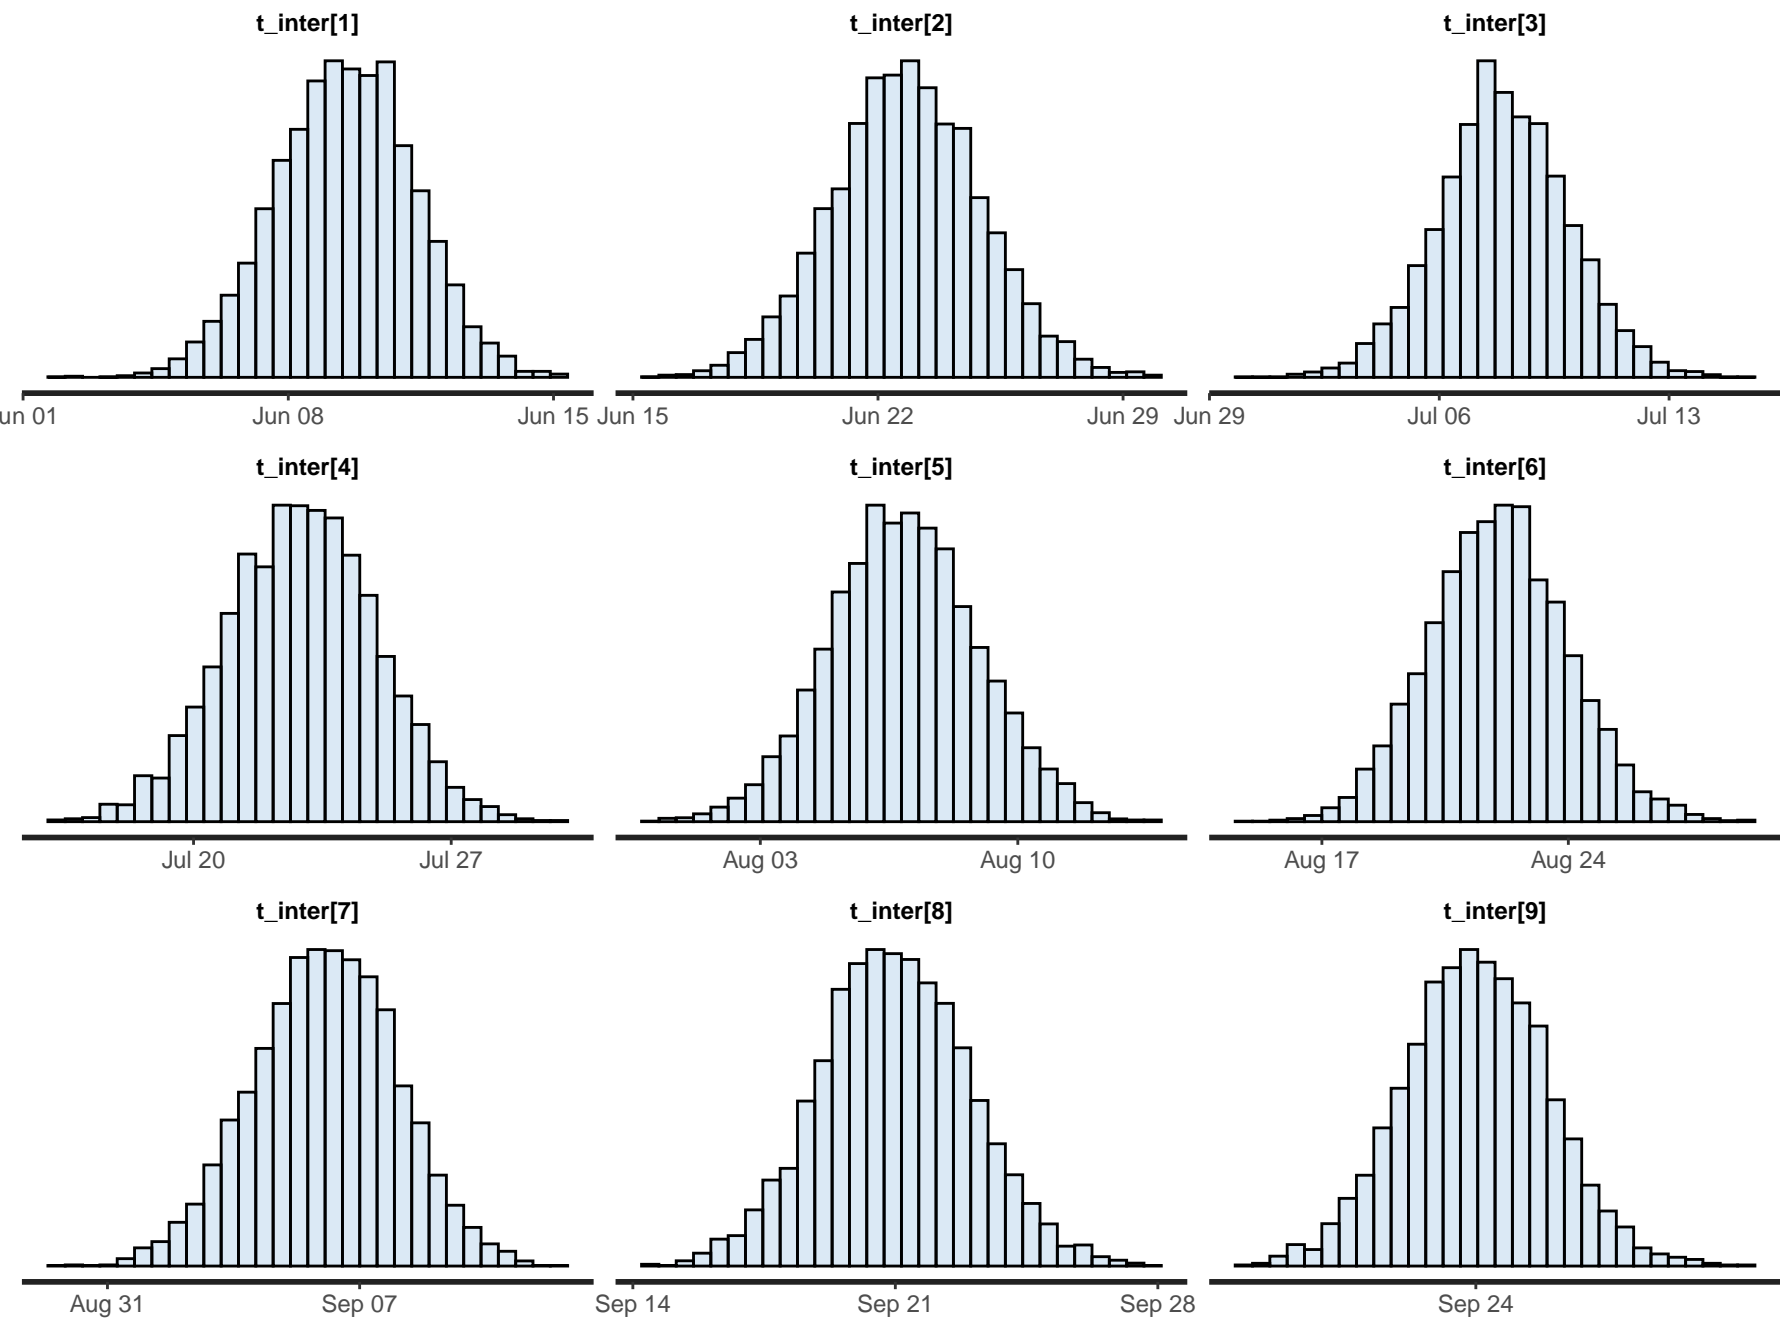 t_inter[1] t_inter[2] t_inter[3]
un 01 Jun 08 Jun 15 Jun 15 Jun 22 Jun 29 Jun 29 Jul 06 Jul 13
t_inter[4] t_inter[5] t_inter[6]
Jul 20 Jul 27 Aug 03 Aug 10 Aug 17 Aug 24
t_inter[7] t_inter[8] t_inter[9]
Aug 31 Sep 07 Sep 14 Sep 21 Sep 28 Sep 24